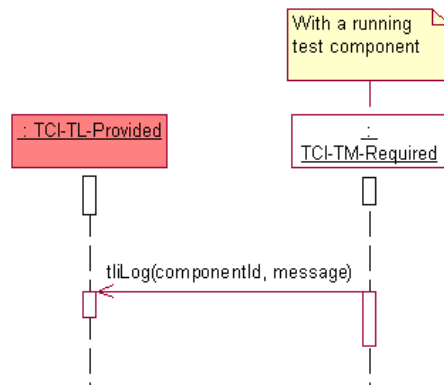 With a running
test component
: TCI-TL-Provided
:
TCI-TM-Required
tliLog(componentId, message)